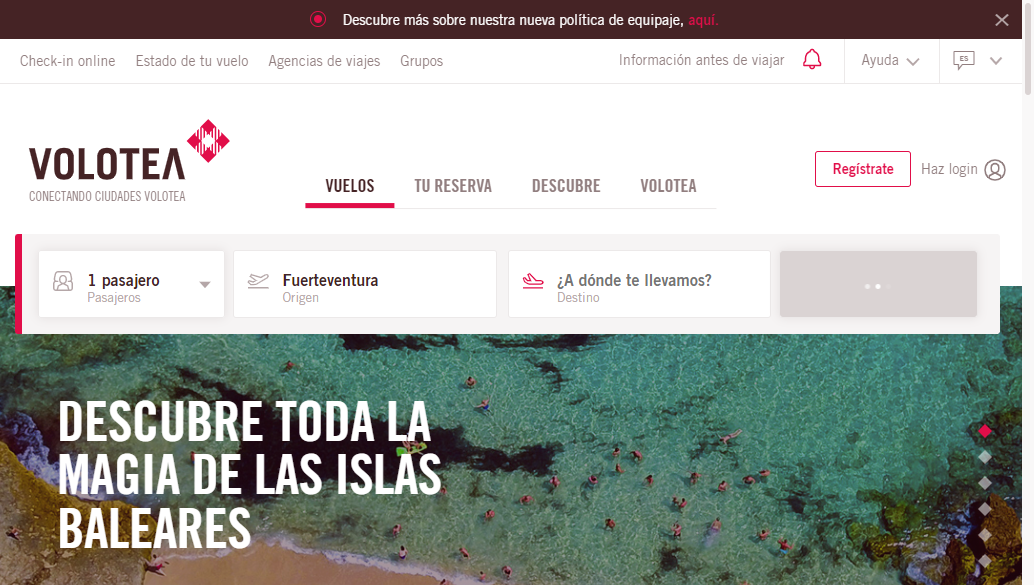 Descubre más sobre nuestra nueva política de equipaje, aquí.
Check-in online Estado de tu vuelo Agencias de viajes Grupos Información antes de viajar Ayuda ES
VOLOTEA
CONECTANDO CIUDADES VOLOTEA
VUELOS TU RESERVA DESCUBRE VOLOTEA
Regístrate Haz login
1 pasajero
Pasajeros
Fuerteventura
Origen
¿A dónde te llevamos?
Destino
DESCUBRE TODA LA
MAGIA DE LAS ISLAS
BALEARES